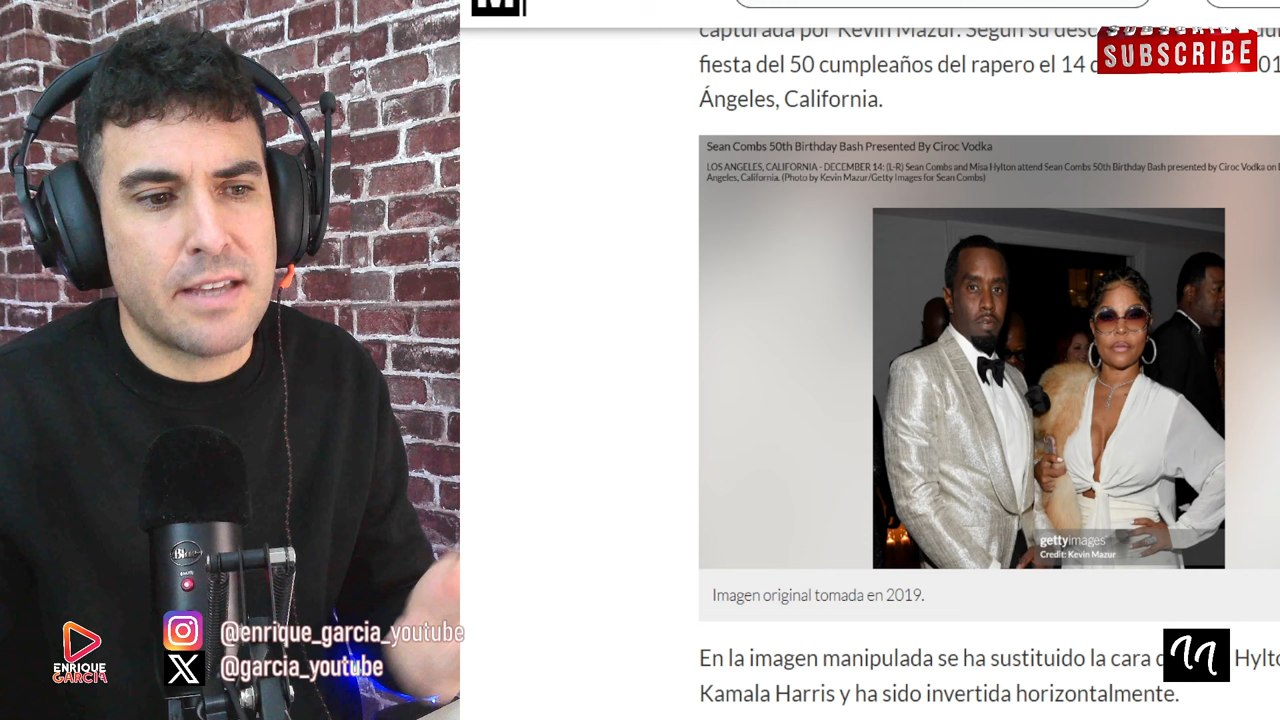 capturada por Kevin Mazur. Según su
SUBSCRIBE
fiesta del 50 cumpleaños del rapero el 14
Ángeles, California.
Sean Combs 50th Birthday Bash Presented By Ciroc Vodka
LOS ANGELES, CALIFORNIA - DECEMBER 14: (L-R) Sean Combs and Misa Hylton attend Sean Combs 50th Birthday Bash presented by Ciroc Vodka on
Angeles, California. (Photo by Kevin Mazur/Getty Images for Sean Combs)
gettyimages
Credit: Kevin Mazur
Imagen original tomada en 2019.
En la imagen manipulada se ha sustituido la cara
Kamala Harris y ha sido invertida horizontalmente.
Blue
ENRIQUE
GARCIA
@enrique_garcia_youtube
@garcia_youtube